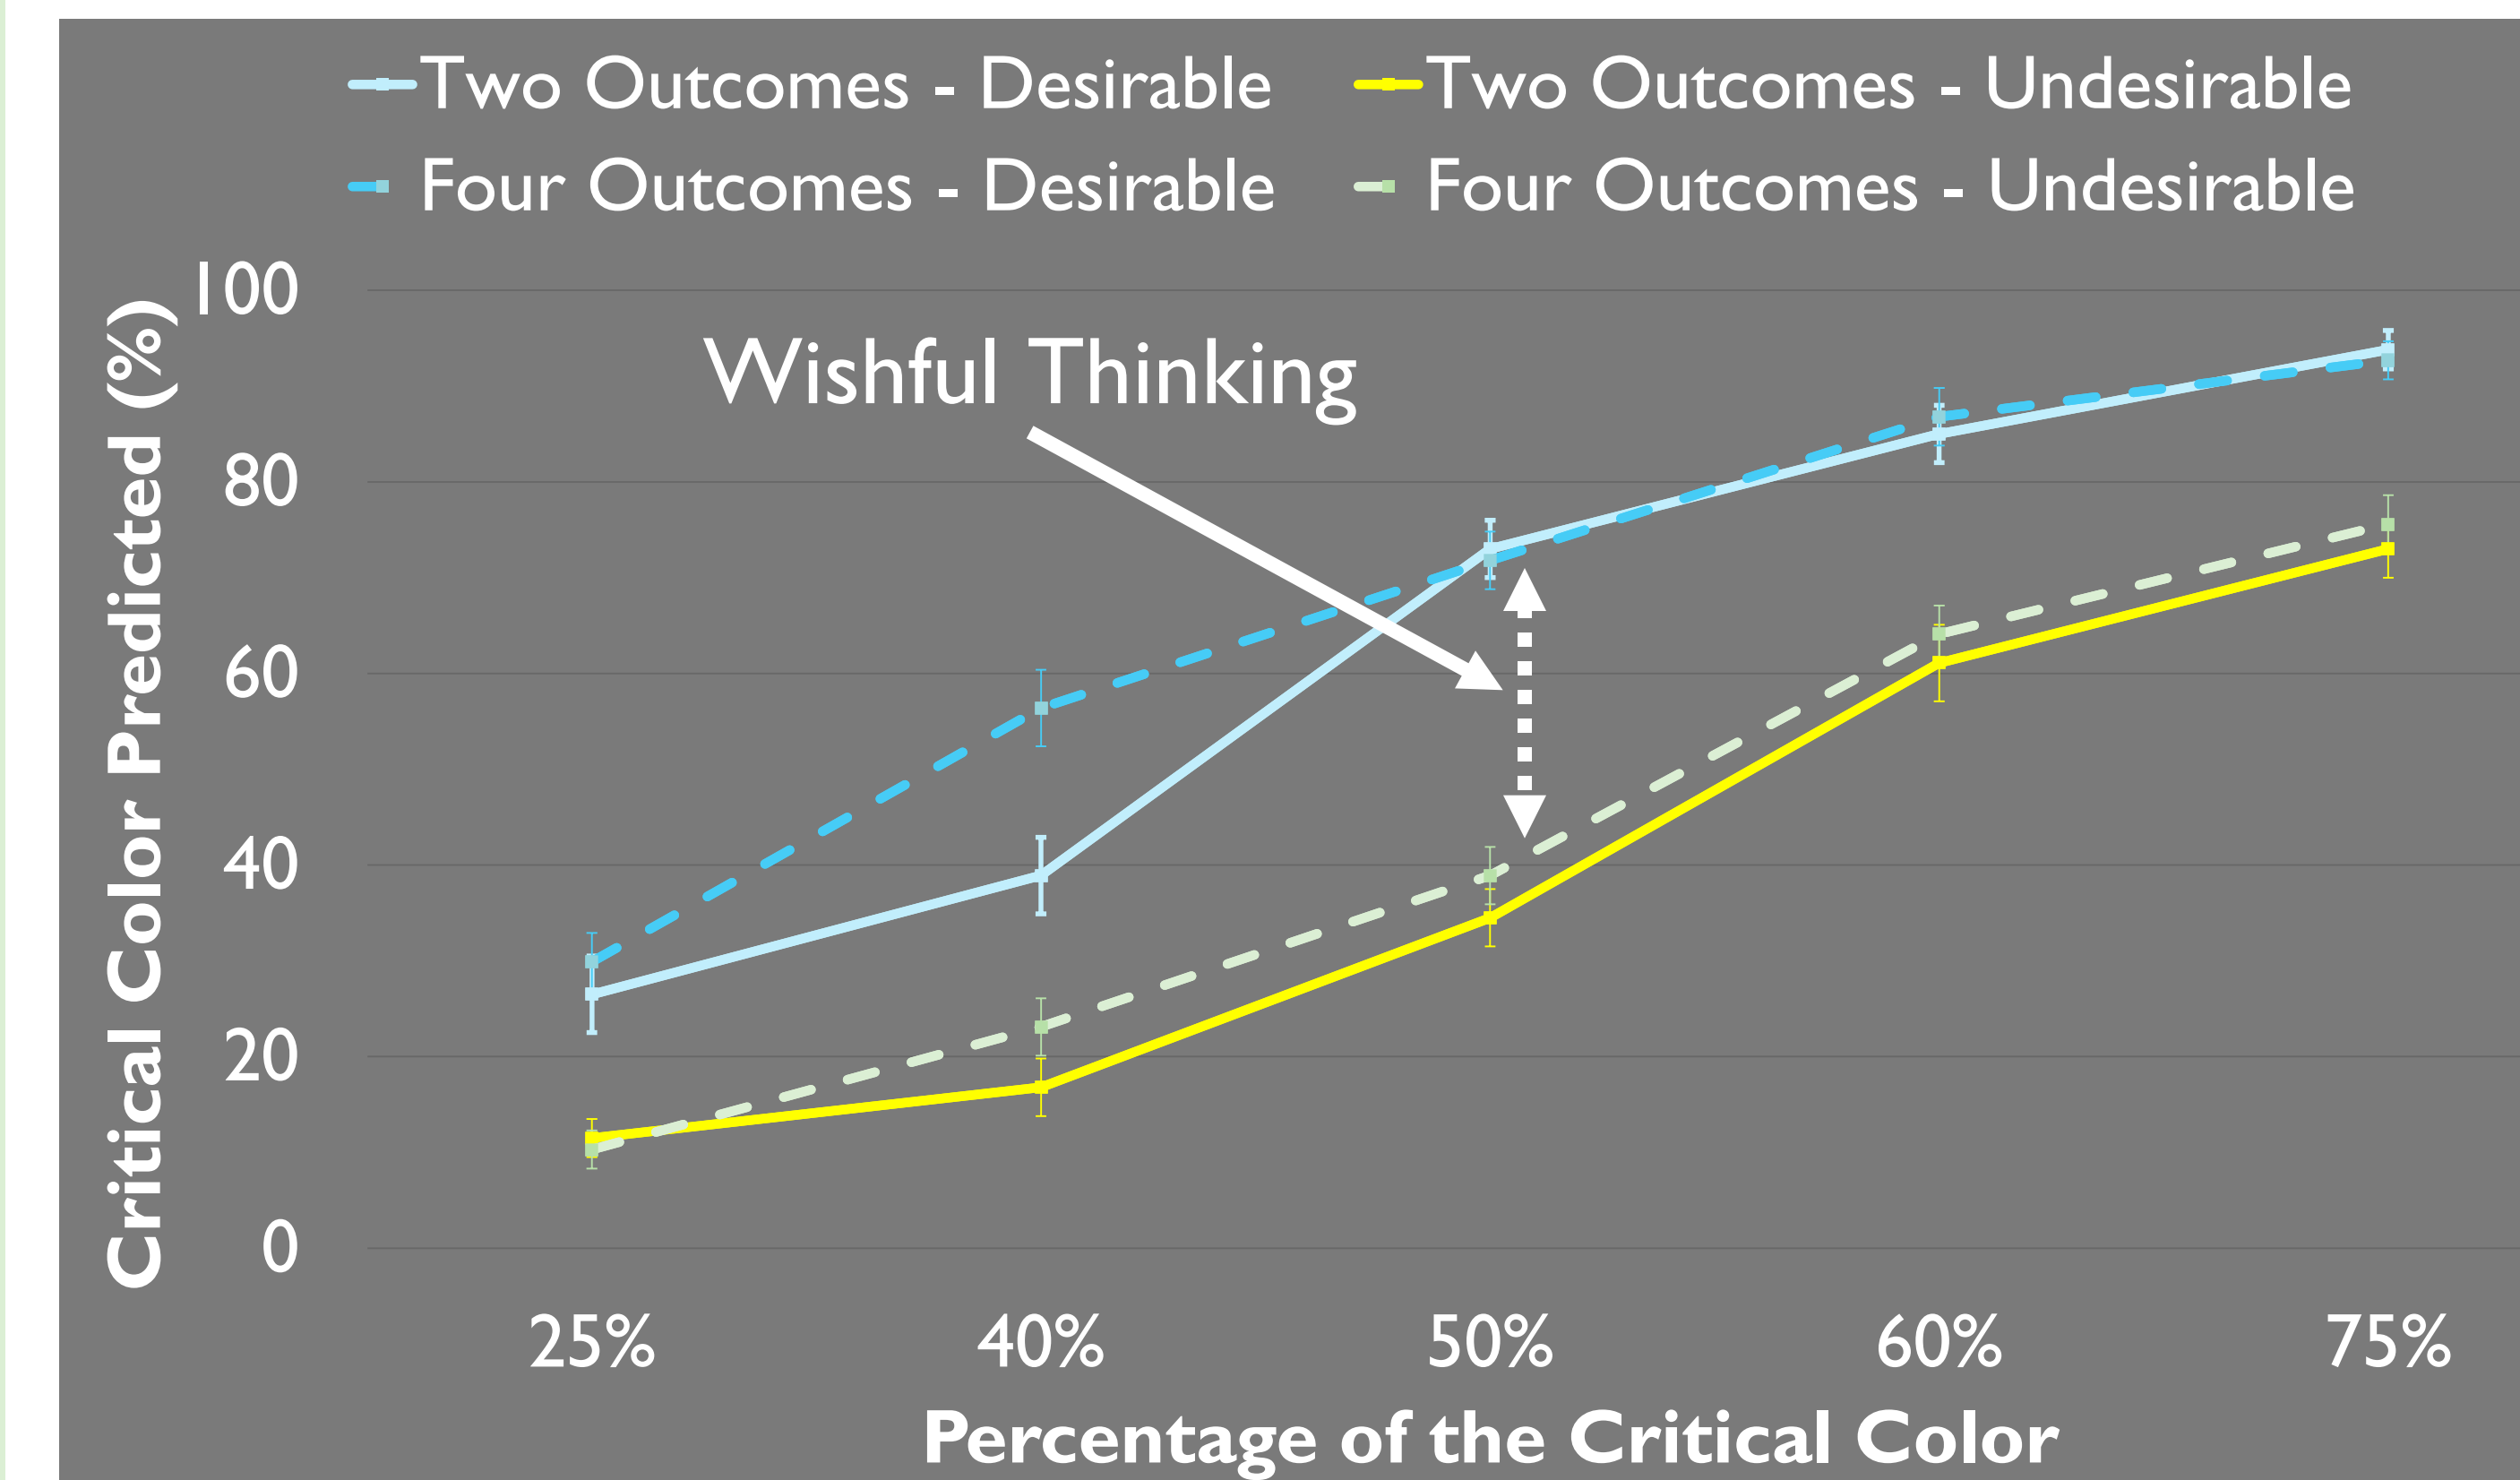 Two Outcomes - Desirable
Two Outcomes - Undesirable
Four Outcomes - Desirable
Four Outcomes - Undesirable
Critical Color Predicted (%)
100
80
60
40
20
0
Wishful Thinking
25%
40%
50%
60%
75%
Percentage of the Critical Color